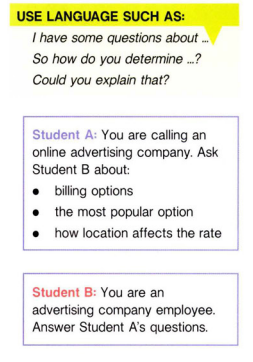 USE LANGUAGE SUCH AS:
I have some questions about ...
So how do you determine ...?
Could you explain that?
Student A: You are calling an
online advertising company. Ask
Student B about:
● billing options
● the most popular option
● how location affects the rate
Student B: You are an
advertising company employee.
Answer Student A's questions.